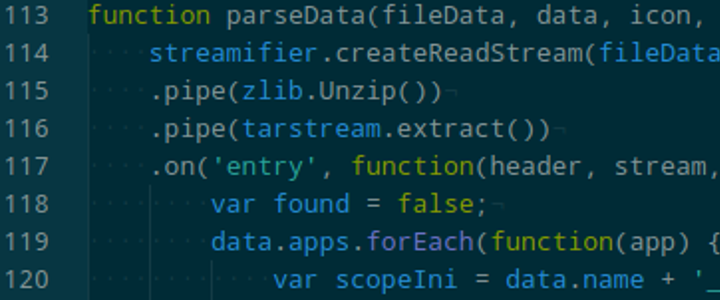 113 function parseData(fileData, data, icon,
114 streamifier.createReadStream(fileData
115 .pipe(zlib.Unzip())¬
116 .pipe(tarstream.extract())¬
117 .on('entry', function(header, stream,
118 var found = false;¬
119 data.apps.forEach(function(app) {
120 var scopeIni = data.name + '_